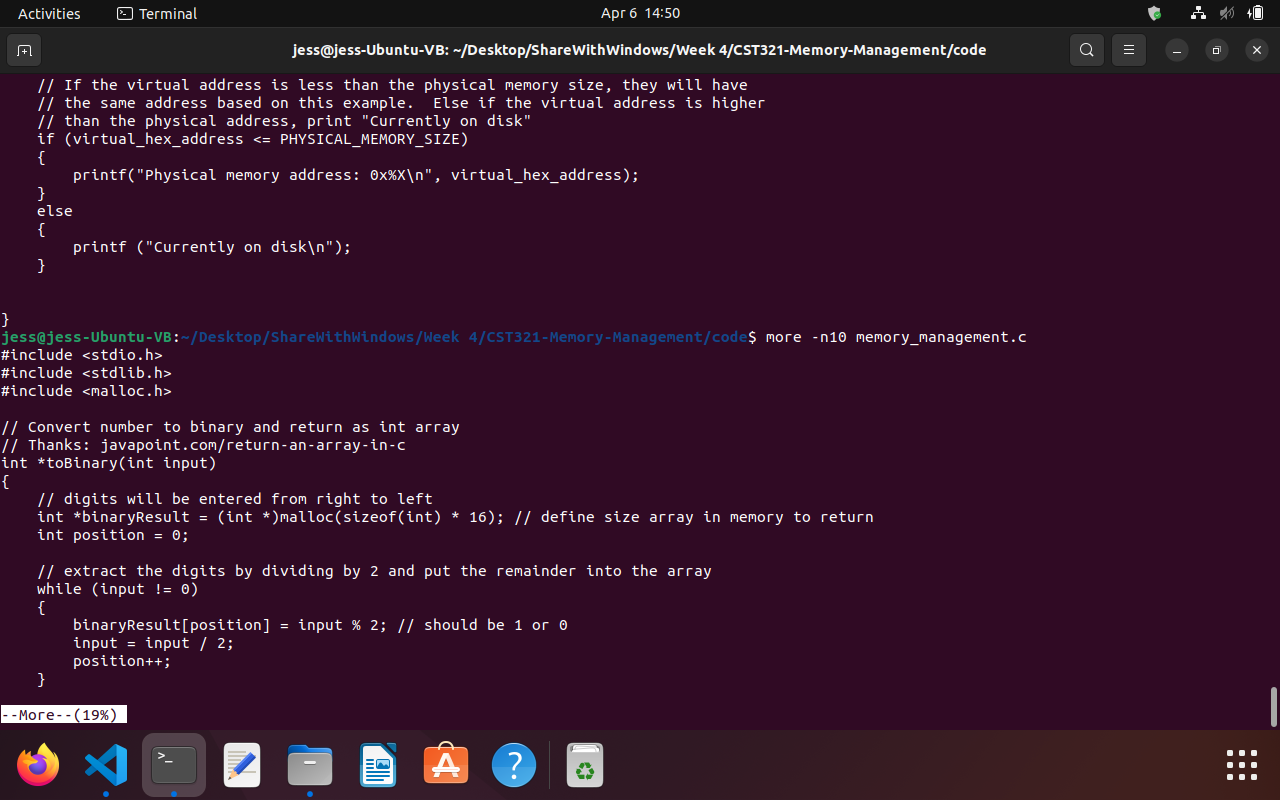 Activities Terminal Apr 6 14:50
jess@jess-Ubuntu-VB: ~/Desktop/ShareWithWindows/Week 4/CST321-Memory-Management/code
    // If the virtual address is less than the physical memory size, they will have
    // the same address based on this example.  Else if the virtual address is higher
    // than the physical address, print "Currently on disk"
    if (virtual_hex_address <= PHYSICAL_MEMORY_SIZE)
    {
        printf("Physical memory address: 0x%X\n", virtual_hex_address);
    }
    else
    {
        printf ("Currently on disk\n");
    }
}
jess@jess-Ubuntu-VB:~/Desktop/ShareWithWindows/Week 4/CST321-Memory-Management/code$ more -n10 memory_management.c
#include <stdio.h>
#include <stdlib.h>
#include <malloc.h>
// Convert number to binary and return as int array
// Thanks: javapoint.com/return-an-array-in-c
int *toBinary(int input)
{
    // digits will be entered from right to left
    int *binaryResult = (int *)malloc(sizeof(int) * 16); // define size array in memory to return
    int position = 0;
    // extract the digits by dividing by 2 and put the remainder into the array
    while (input != 0)
    {
        binaryResult[position] = input % 2; // should be 1 or 0
        input = input / 2;
        position++;
    }
--More--(19%)